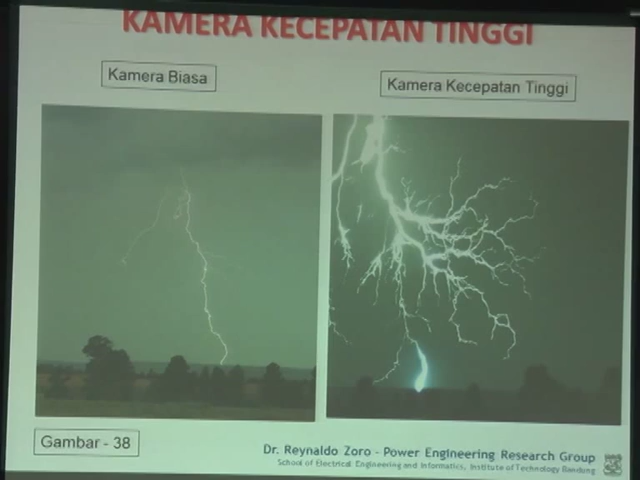 KAMERA KECEPATAN TINGGI
Kamera Biasa
Kamera Kecepatan Tinggi
Gambar - 38
Dr. Reynaldo Zoro - Power Engineering Research Group
School of Electrical Engineering and Informatics, Institute of Technology Bandung